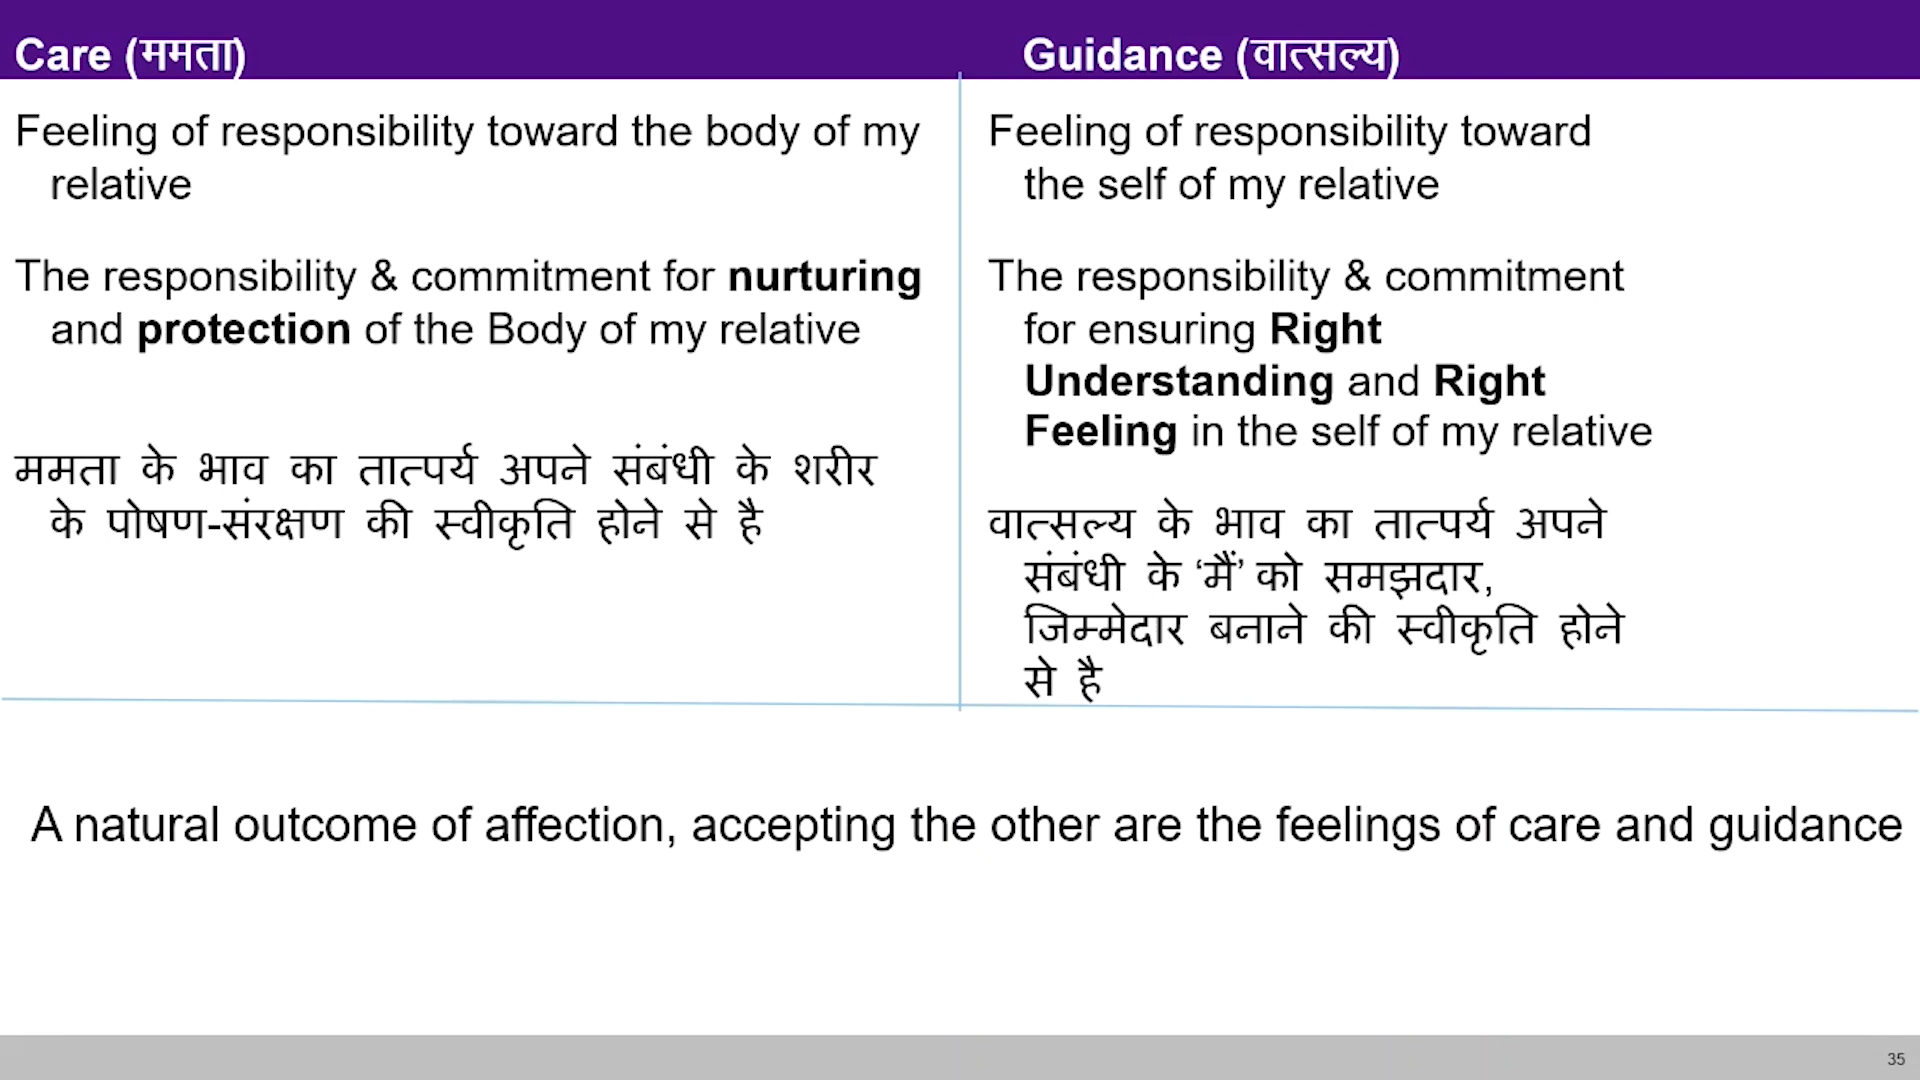 Care (ममता)
Feeling of responsibility toward the body of my
relative
The responsibility & commitment for nurturing
and protection of the Body of my relative
ममता के भाव का तात्पर्य अपने संबंधी के शरीर
के पोषण-संरक्षण की स्वीकृति होने से है
Guidance (वात्सल्य)
Feeling of responsibility toward
the self of my relative
The responsibility & commitment
for ensuring Right
Understanding and Right
Feeling in the self of my relative
वात्सल्य के भाव का तात्पर्य अपने
संबंधी के ‘मैं’ को समझदार,
जिम्मेदार बनाने की स्वीकृति होने
से है
A natural outcome of affection, accepting the other are the feelings of care and guidance
35